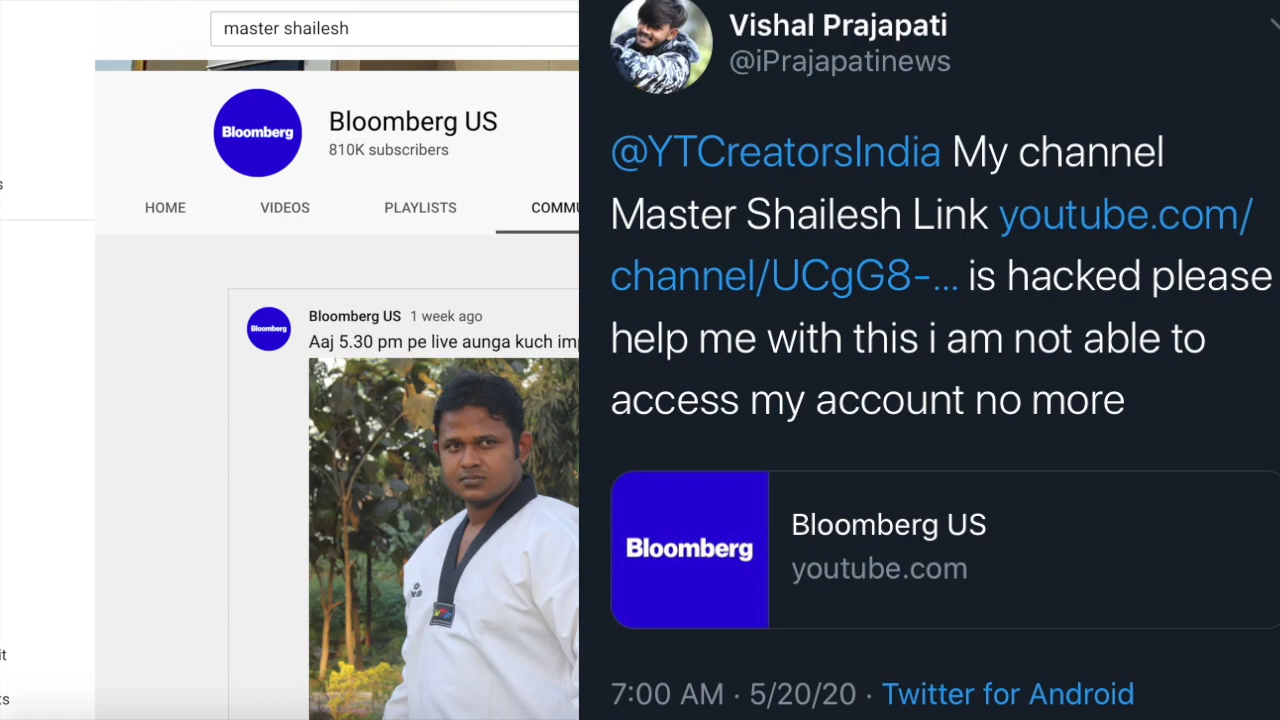 master shailesh
Bloomberg
Bloomberg US
810K subscribers
HOME VIDEOS PLAYLISTS
Bloomberg
Bloomberg US 1 week ago
Aaj 5.30 pm pe live aunga kuch
Vishal Prajapati
@iPrajapatinews
@YTCreatorsIndia My channel
Master Shailesh Link youtube.com/
channel/UCgG8-... is hacked please
help me with this i am not able to
access my account no more
Bloomberg
Bloomberg US
youtube.com
7:00 AM · 5/20/20 · Twitter for Android